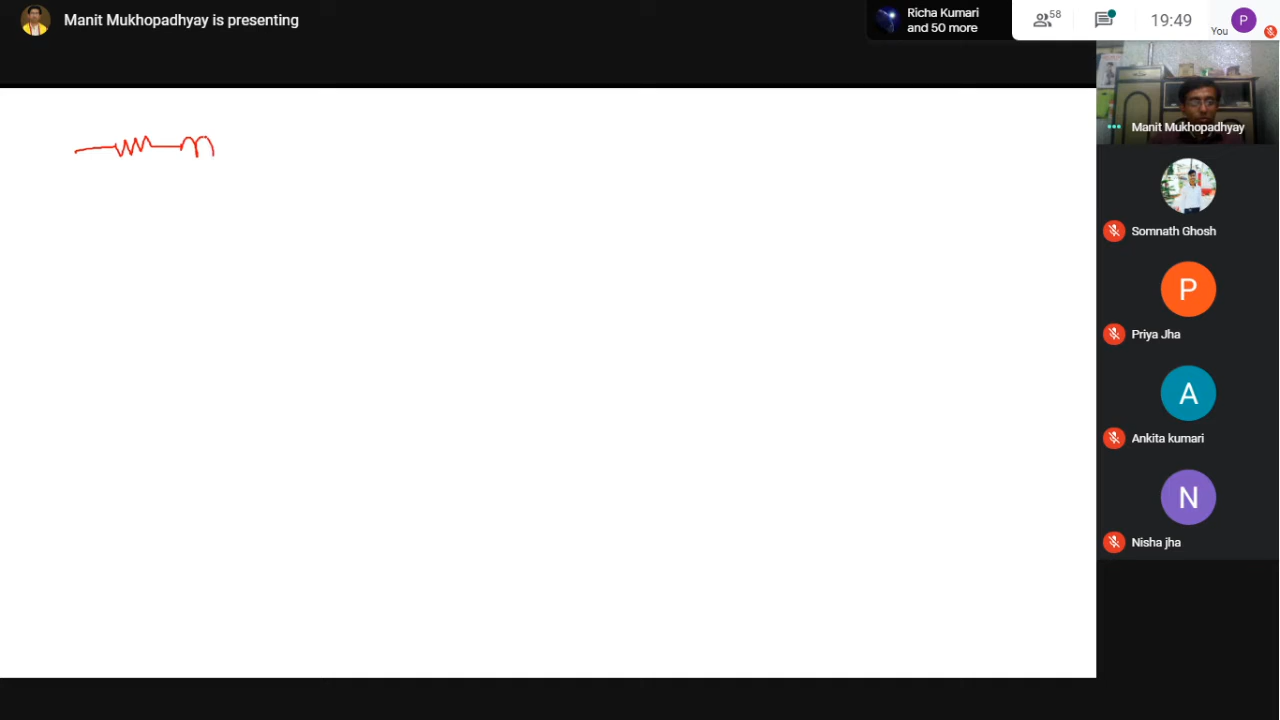 Manit Mukhopadhyay is presenting
Richa Kumari
and 50 more
58
19:49
You
P
Manit Mukhopadhyay
Somnath Ghosh
P
Priya Jha
A
Ankita kumari
N
Nisha jha